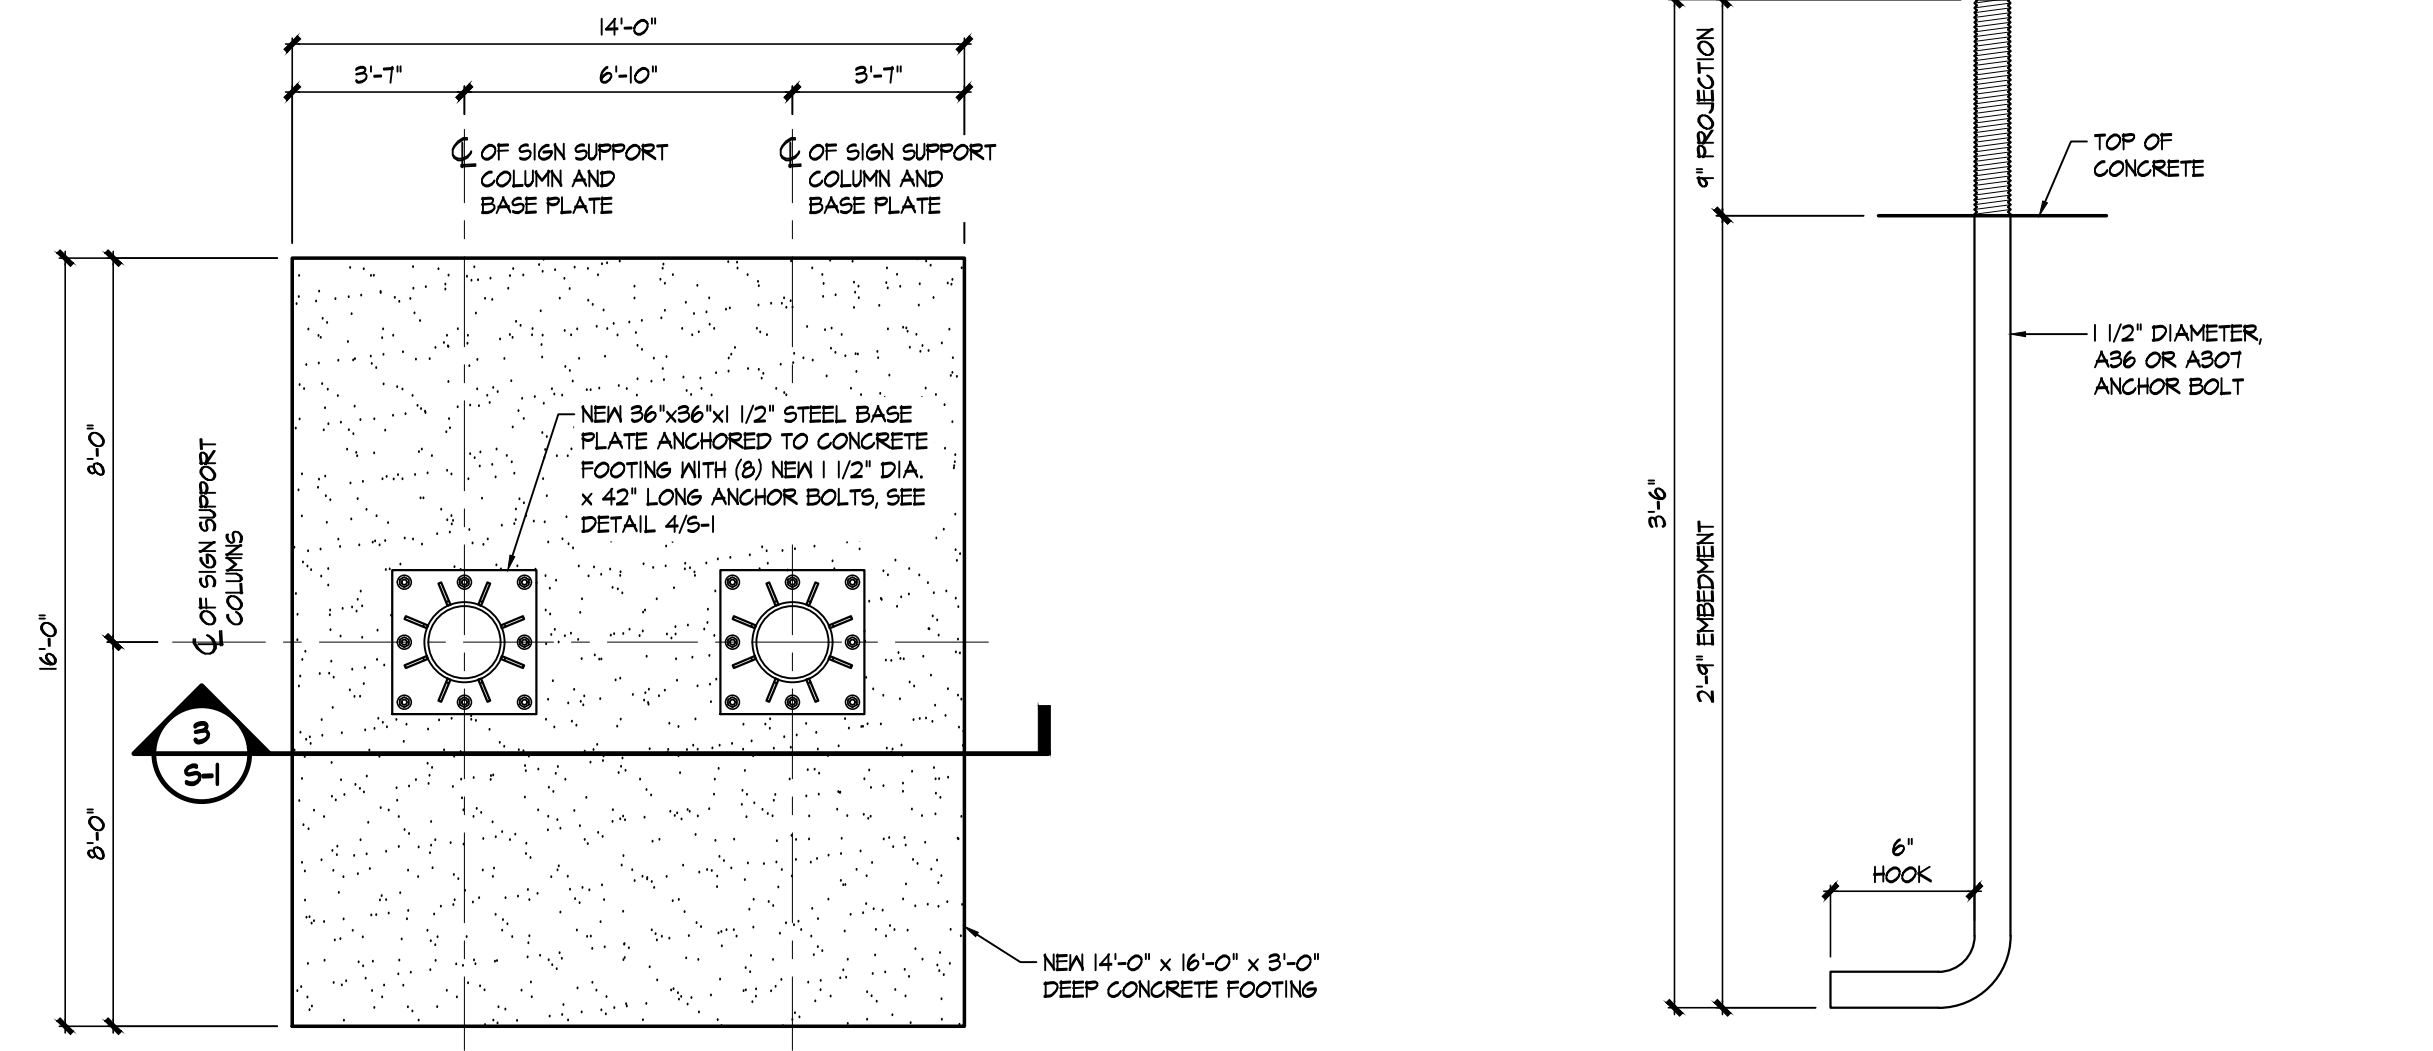 14'-0"
3'-7"
6'-10"
3'-7"
℄ OF SIGN SUPPORT
COLUMN AND
BASE PLATE
℄ OF SIGN SUPPORT
COLUMN AND
BASE PLATE
16'-0"
8'-0"
8'-0"
℄ OF SIGN SUPPORT
COLUMNS
NEW 36"x36"x1 1/2" STEEL BASE
PLATE ANCHORED TO CONCRETE
FOOTING WITH (8) NEW 1 1/2" DIA.
x 42" LONG ANCHOR BOLTS, SEE
DETAIL 4/S-1
3
S-1
NEW 14'-0" x 16'-0" x 3'-0"
DEEP CONCRETE FOOTING
3'-6"
9" PROJECTION
2'-9" EMBEDMENT
TOP OF
CONCRETE
1 1/2" DIAMETER,
A36 OR A307
ANCHOR BOLT
6"
HOOK